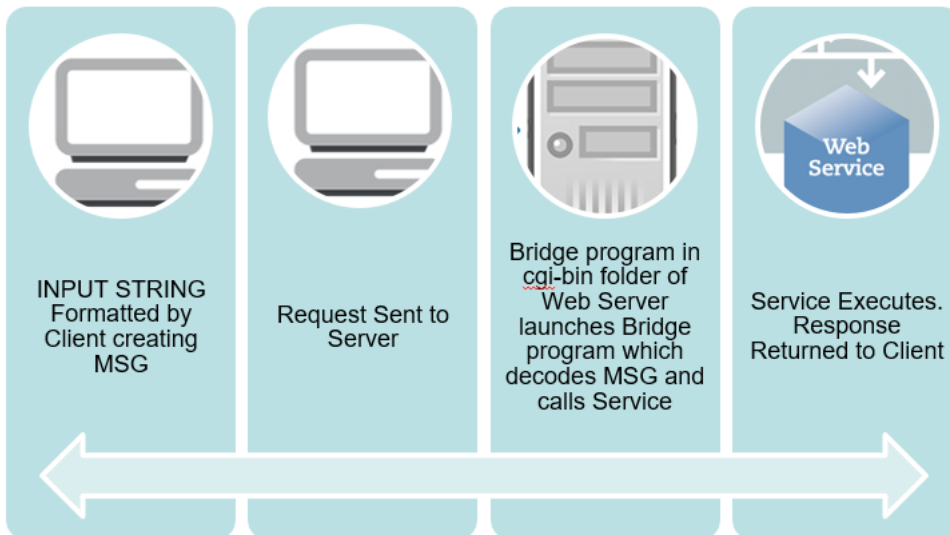 INPUT STRING
Formatted by
Client creating
MSG
Request Sent to
Server
Bridge program in
cgi-bin folder of
Web Server
launches Bridge
program which
decodes MSG and
calls Service
Web
Service
Service Executes.
Response
Returned to Client